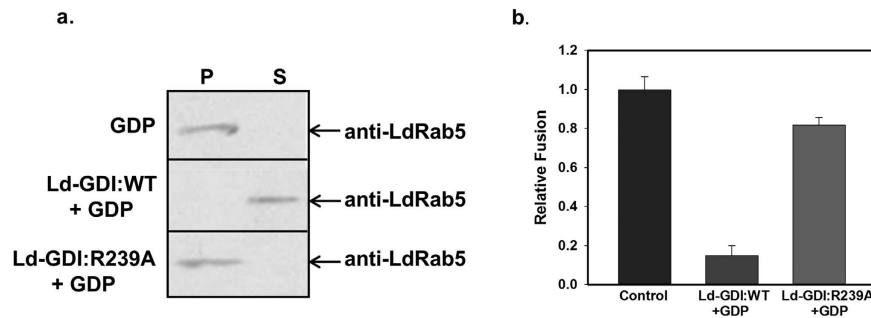 a.
P S
GDP
anti-LdRab5
Ld-GDI:WT
+ GDP
anti-LdRab5
Ld-GDI:R239A
+ GDP
anti-LdRab5
b.
Relative Fusion
1.2
1.0
0.8
0.6
0.4
0.2
0.0
Control
Ld-GDI:WT
+GDP
Ld-GDI:R239A
+GDP